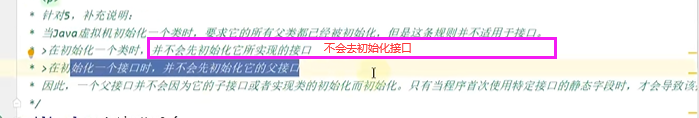 * 针对5，补充说明：
* 当Java虚拟机初始化一个类时，要求它的所有父类都已经被初始化，但是这条规则并不适用于接口。
* >在初始化一个类时，并不会先初始化它所实现的接口 不会去初始化接口
* >在初始化一个接口时，并不会先初始化它的父接口
* 因此，一个父接口并不会因为它的子接口或者实现类的初始化而初始化。只有当程序首次使用特定接口的静态字段时，才会导致该
*/